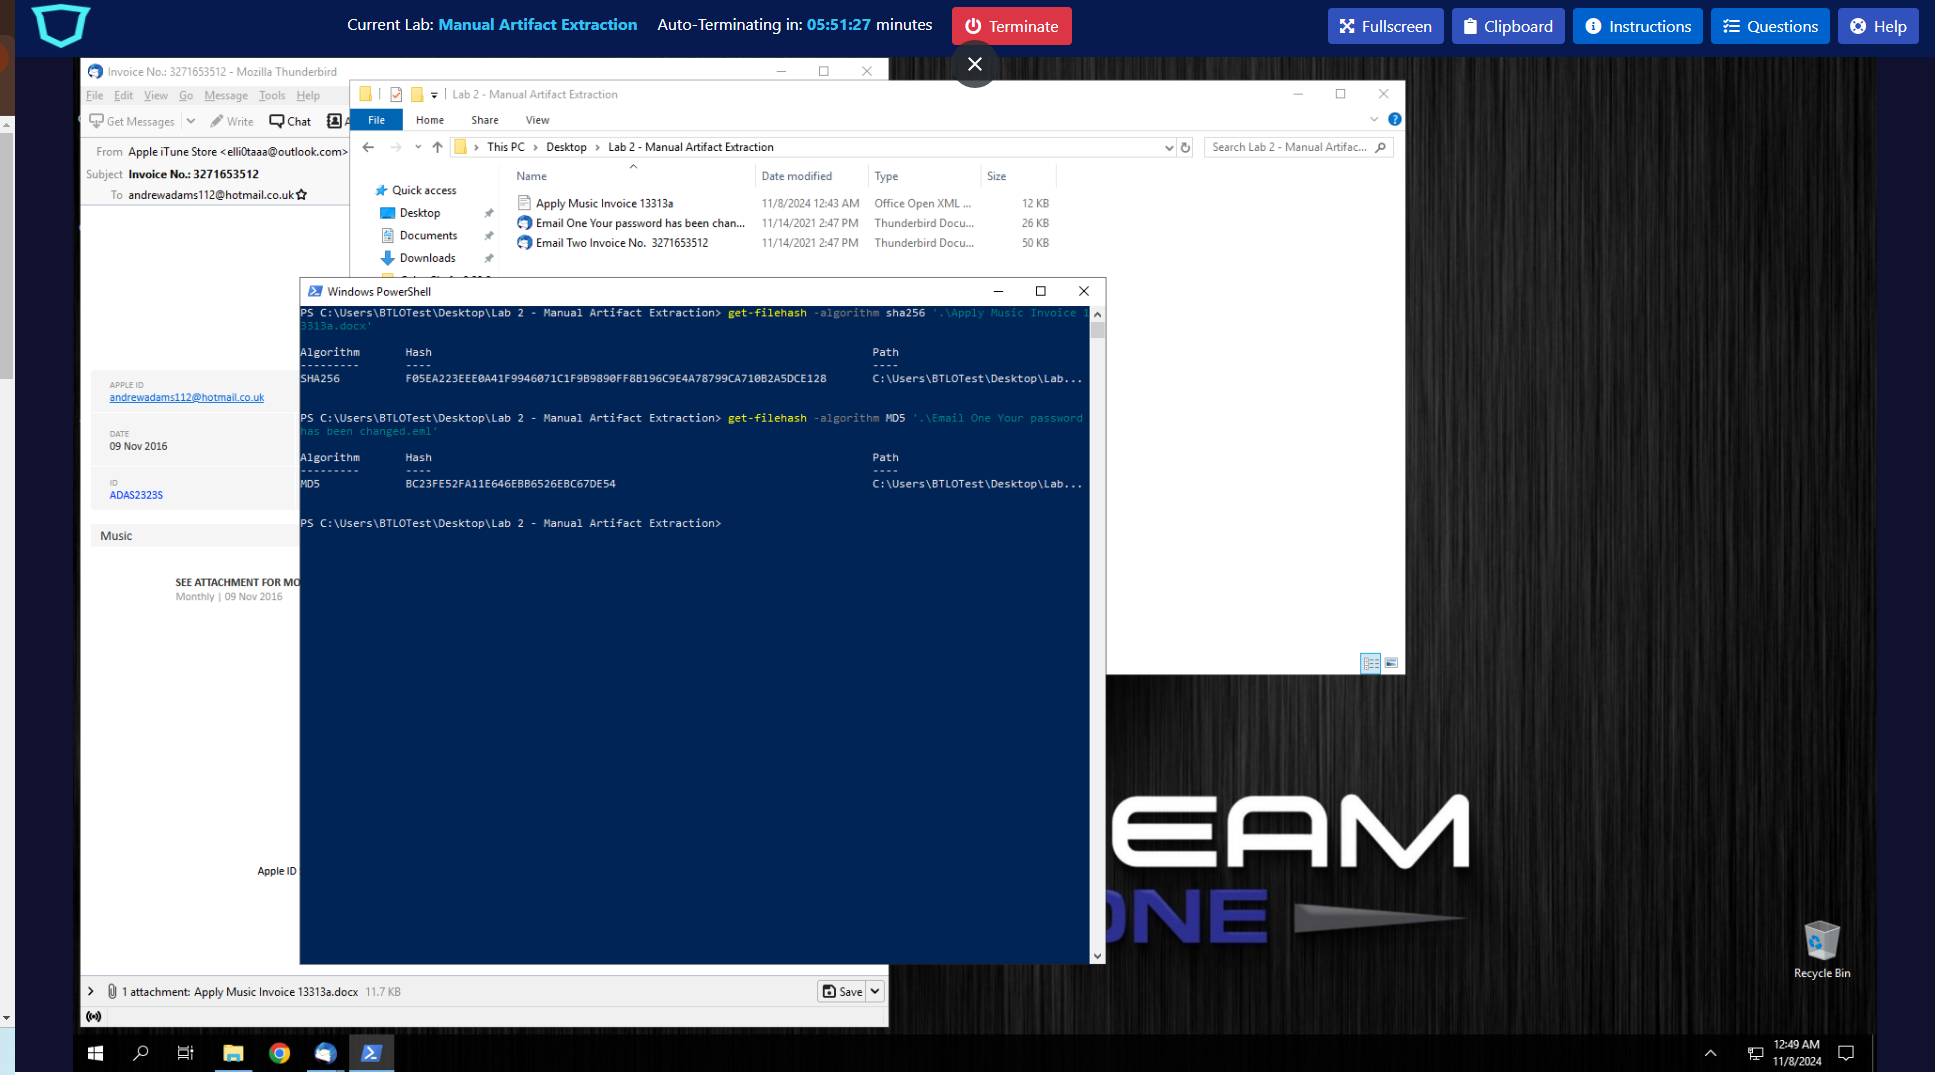 Current Lab: Manual Artifact Extraction Auto-Terminating in: 05:51:27 minutes Terminate Fullscreen Clipboard Instructions Questions Help
Invoice No.: 3271653512 - Mozilla Thunderbird
File Edit View Go Message Tools Help
Get Messages Write Chat A
From Apple iTune Store <elli0taaa@outlook.com>
Subject Invoice No.: 3271653512
To andrewadams112@hotmail.co.uk
Lab 2 - Manual Artifact Extraction
File Home Share View
This PC Desktop Lab 2 - Manual Artifact Extraction
Search Lab 2 - Manual Artifac...
Name Date modified Type Size
Quick access
Desktop
Documents
Downloads
Apply Music Invoice 13313a 11/8/2024 12:43 AM Office Open XML ... 12 KB
Email One Your password has been chan... 11/14/2021 2:47 PM Thunderbird Docu... 26 KB
Email Two Invoice No. 3271653512 11/14/2021 2:47 PM Thunderbird Docu... 50 KB
Windows PowerShell
PS C:\Users\BTLOTest\Desktop\Lab 2 - Manual Artifact Extraction> get-filehash -algorithm sha256 '.\Apply Music Invoice 1
3313a.docx'
Algorithm Hash Path
--------- ---- ----
SHA256 F05EA223EEE0A41F9946071C1F9B9890FF8B196C9E4A78799CA710B2A5DCE128 C:\Users\BTLOTest\Desktop\Lab...
PS C:\Users\BTLOTest\Desktop\Lab 2 - Manual Artifact Extraction> get-filehash -algorithm MD5 '.\Email One Your password
has been changed.eml'
Algorithm Hash Path
--------- ---- ----
MD5 BC23FE52FA11E646EBB6526EBC67DE54 C:\Users\BTLOTest\Desktop\Lab...
PS C:\Users\BTLOTest\Desktop\Lab 2 - Manual Artifact Extraction>
APPLE ID
andrewadams112@hotmail.co.uk
DATE
09 Nov 2016
ID
ADAS2323S
Music
SEE ATTACHMENT FOR MO
Monthly | 09 Nov 2016
Apple ID
1 attachment: Apply Music Invoice 13313a.docx 11.7 KB
Save
EAM
ONE
Recycle Bin
12:49 AM
11/8/2024